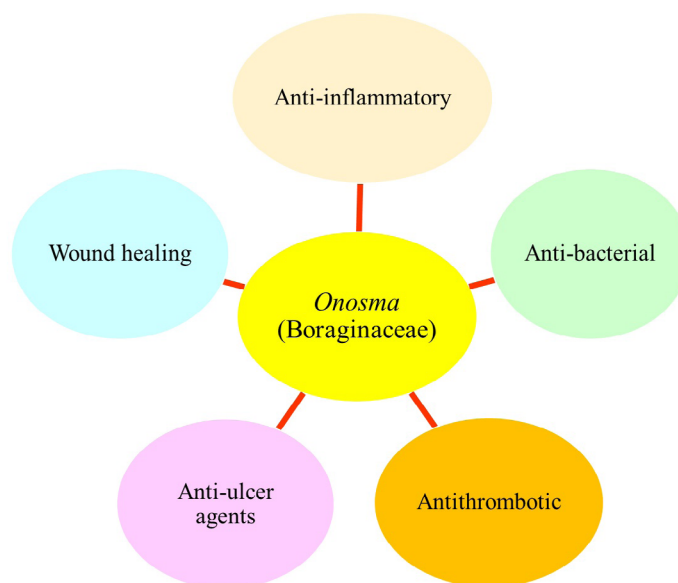 Anti-inflammatory
Wound healing
Anti-bacterial
Onosma
(Boraginaceae)
Anti-ulcer
agents
Antithrombotic